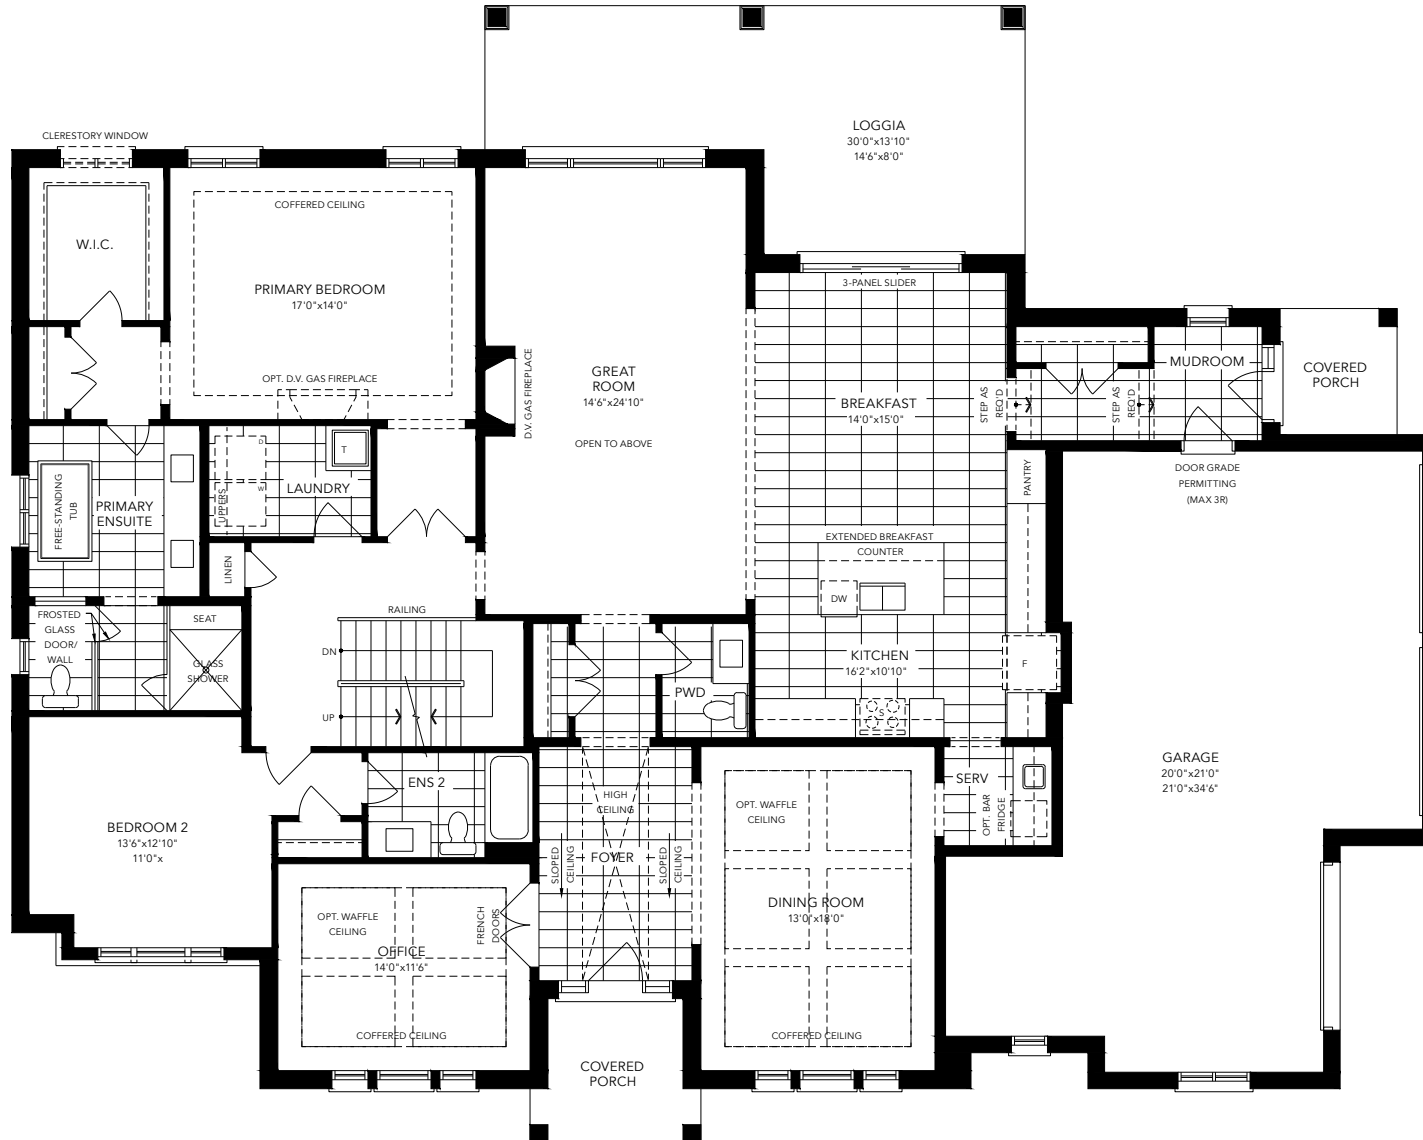 CLERESTORY WINDOW
LOGGIA
30'0"x13'10"
14'6"x8'0"
COFFERED CEILING
W.I.C.
PRIMARY BEDROOM
17'0"x14'0"
3-PANEL SLIDER
OPT. D.V. GAS FIREPLACE
D.V. GAS FIREPLACE
GREAT
ROOM
14'6"x24'10"
OPEN TO ABOVE
BREAKFAST
14'0"x15'0"
STEP AS
REQ'D
STEP AS
REQ'D
MUDROOM
COVERED
PORCH
DOOR GRADE
PERMITTING
(MAX 3R)
PANTRY
FREE-STANDING
TUB
PRIMARY
ENSUITE
UPPERS
D
W
LAUNDRY
T
LINEN
EXTENDED BREAKFAST
COUNTER
DW
FROSTED
GLASS
DOOR/
WALL
SEAT
GLASS
SHOWER
RAILING
DN
UP
PWD
KITCHEN
16'2"x10'10"
F
S
GARAGE
20'0"x21'0"
21'0"x34'6"
BEDROOM 2
13'6"x12'10"
11'0"x
ENS 2
HIGH
CEILING
SLOPED
CEILING
FOYER
SLOPED
CEILING
OPT. WAFFLE
CEILING
SERV
OPT. BAR
FRIDGE
DINING ROOM
13'0"x18'0"
COFFERED CEILING
OPT. WAFFLE
CEILING
FRENCH
DOORS
OFFICE
14'0"x11'6"
COFFERED CEILING
COVERED
PORCH